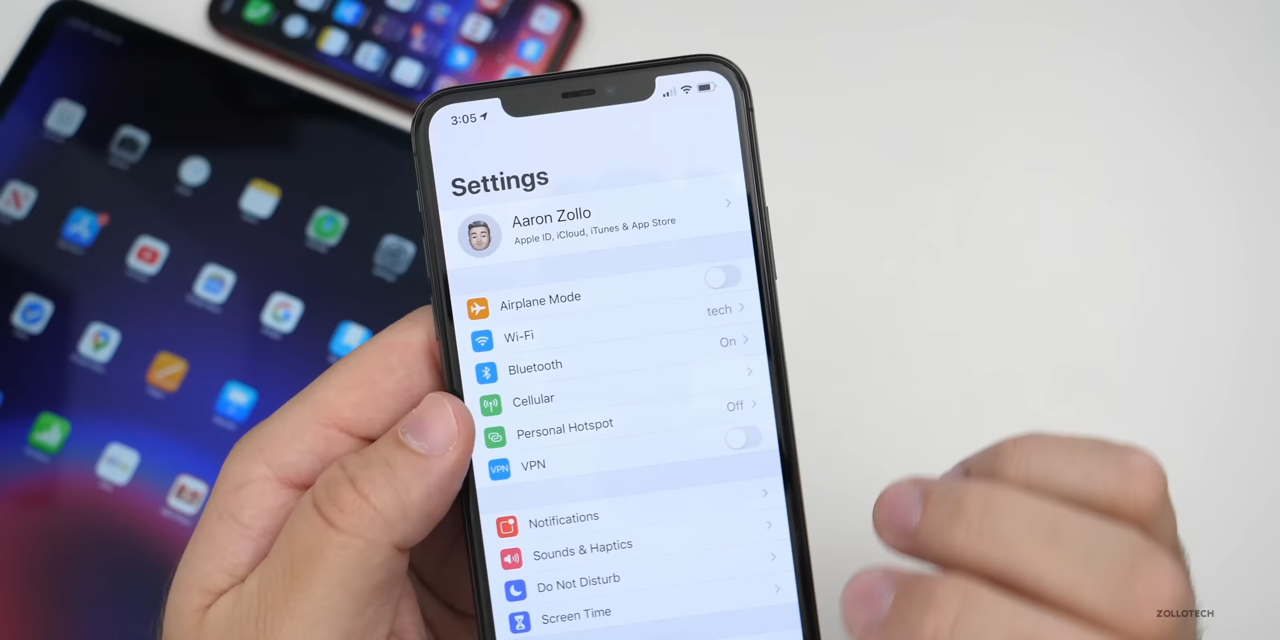 3:05
Settings
Aaron Zollo
Apple ID, iCloud, iTunes & App Store
Airplane Mode
Wi-Fi
tech
Bluetooth
On
Cellular
Personal Hotspot
Off
VPN
VPN
Notifications
Sounds & Haptics
Do Not Disturb
Screen Time
ZOLLOTECH